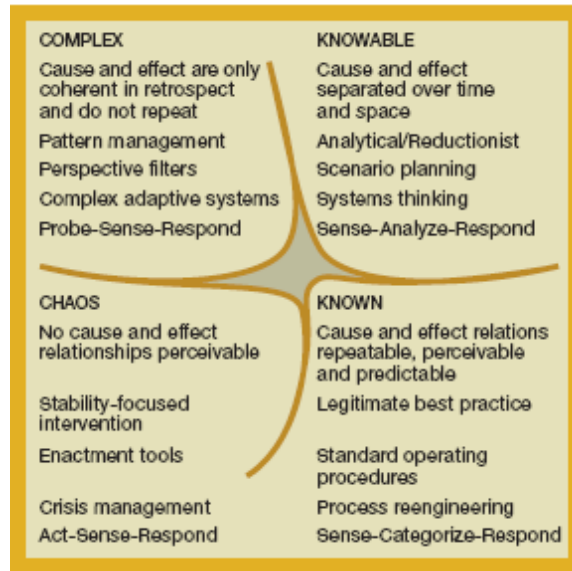 COMPLEX
Cause and effect are only
coherent in retrospect
and do not repeat
Pattern management
Perspective filters
Complex adaptive systems
Probe-Sense-Respond
KNOWABLE
Cause and effect
separated over time
and space
Analytical/Reductionist
Scenario planning
Systems thinking
Sense-Analyze-Respond
CHAOS
No cause and effect
relationships perceivable
Stability-focused
intervention
Enactment tools
Crisis management
Act-Sense-Respond
KNOWN
Cause and effect relations
repeatable, perceivable
and predictable
Legitimate best practice
Standard operating
procedures
Process reengineering
Sense-Categorize-Respond